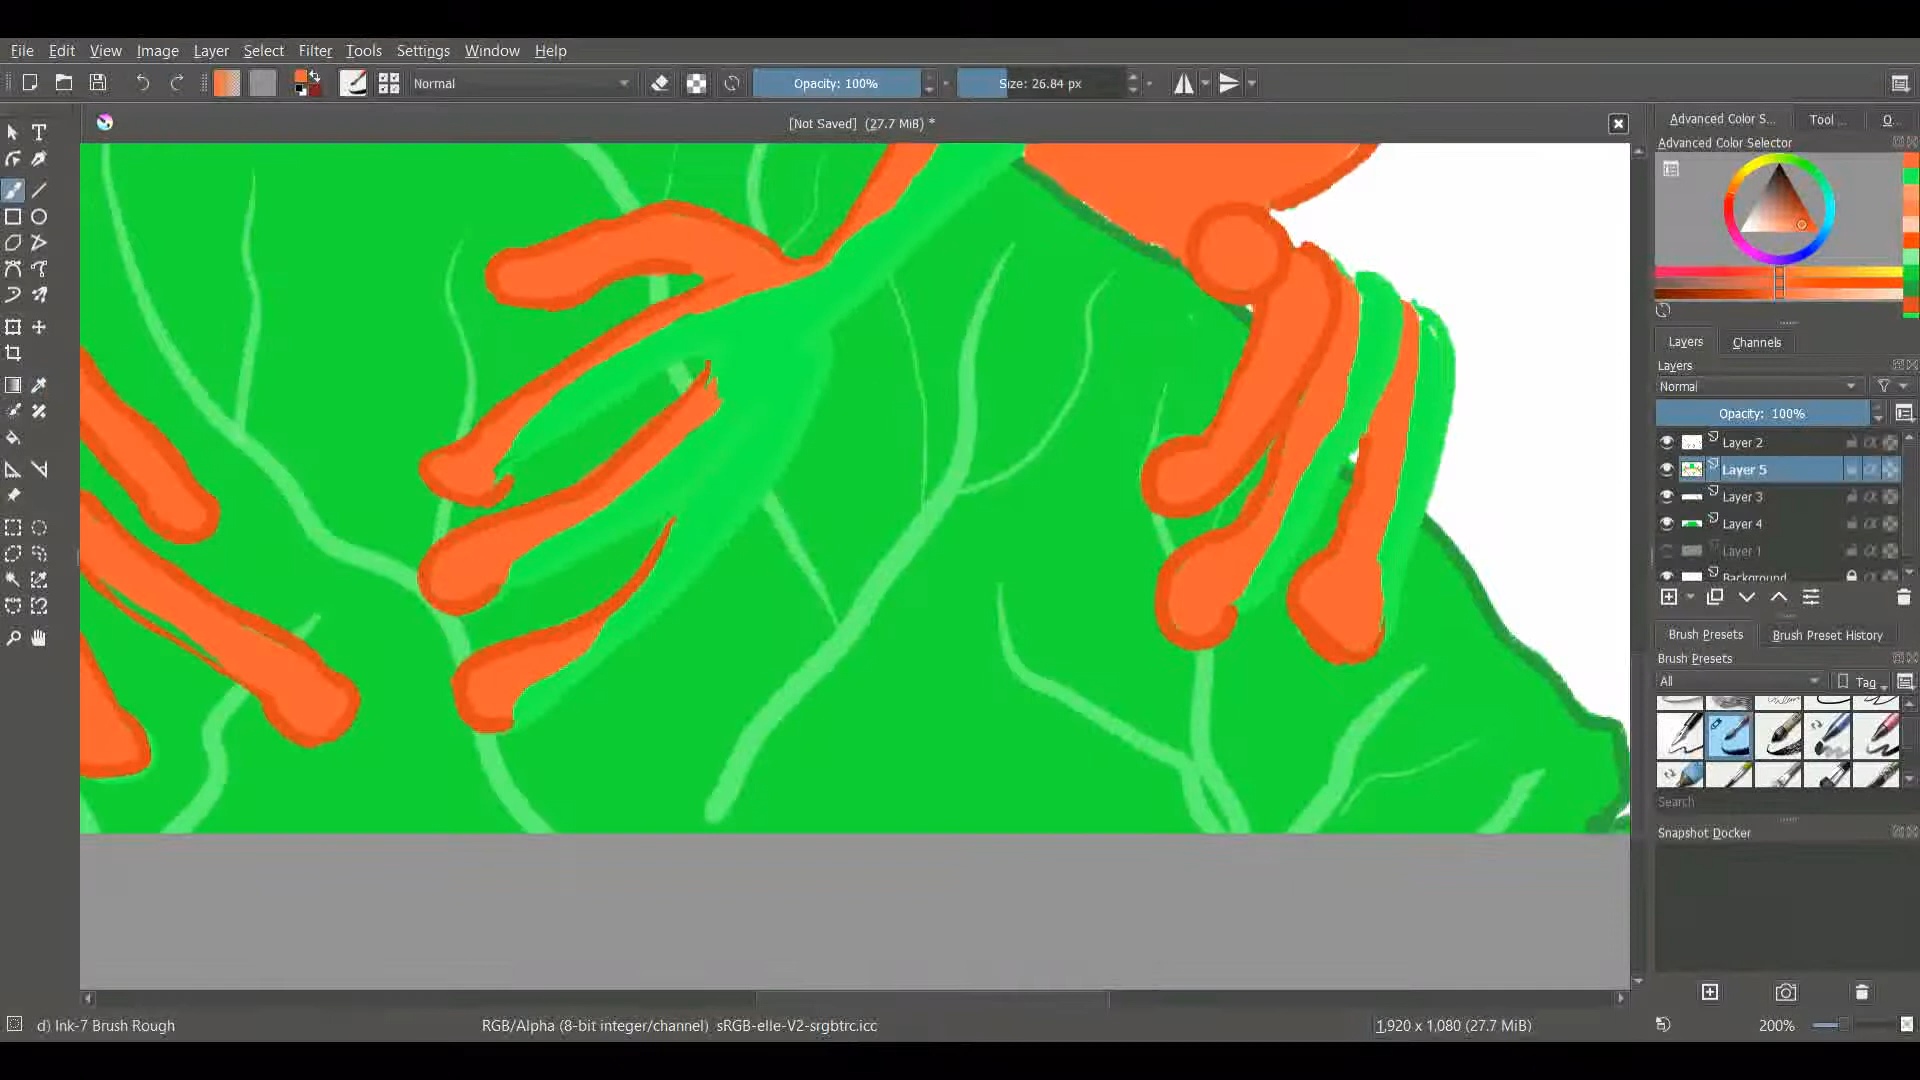 File Edit View Image Layer Select Filter Tools Settings Window Help
Normal Opacity: 100% Size: 26.84 px
[Not Saved] (27.7 MiB) *
Advanced Color S... Tool ... O...
Advanced Color Selector
Layers Channels
Layers
Normal
Opacity: 100%
Layer 2
Layer 5
Layer 3
Layer 4
Layer 1
Background
Brush Presets Brush Preset History
Brush Presets
All Tag
Search
Snapshot Docker
d) Ink-7 Brush Rough RGB/Alpha (8-bit integer/channel) sRGB-elle-V2-srgbtrc.icc 1,920 x 1,080 (27.7 MiB) 200%